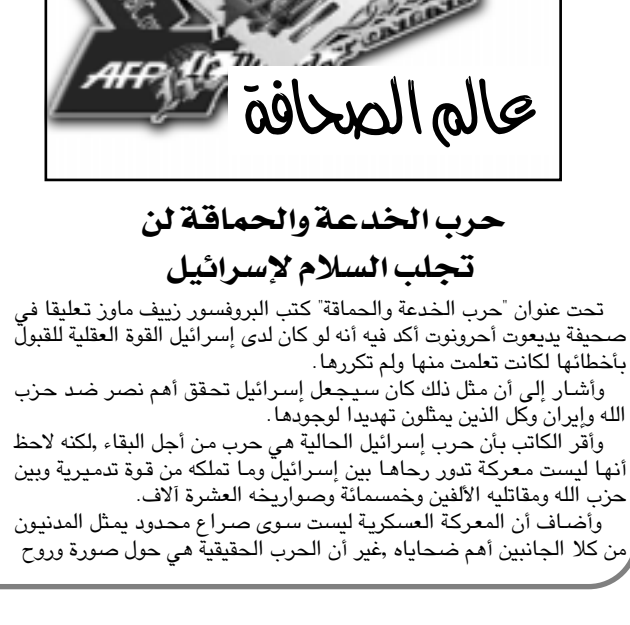 AFP
عالم الصحافة
حرب الخدعة والحماقة لن
تجلب السلام لإسرائيل
تحت عنوان "حرب الخدعة والحماقة" كتب البروفسور زييف ماوز تعليقا في
صحيفة يديعوت أحرونوت أكد فيه أنه لو كان لدى إسرائيل القوة العقلية للقبول
بأخطائها لكانت تعلمت منها ولم تكررها.
وأشار إلى أن مثل ذلك كان سيجعل إسرائيل تحقق أهم نصر ضد حزب
الله وإيران وكل الذين يمثلون تهديدا لوجودها.
وأقر الكاتب بأن حرب إسرائيل الحالية هي حرب من أجل البقاء ,لكنه لاحظ
أنها ليست معركة تدور رحاها بين إسرائيل وما تملكه من قوة تدميرية وبين
حزب الله ومقاتليه الألفين وخمسمائة وصواريخه العشرة آلاف.
وأضاف أن المعركة العسكرية ليست سوى صراع محدود يمثل المدنيون
من كلا الجانبين أهم ضحاياه ,غير أن الحرب الحقيقية هي حول صورة وروح